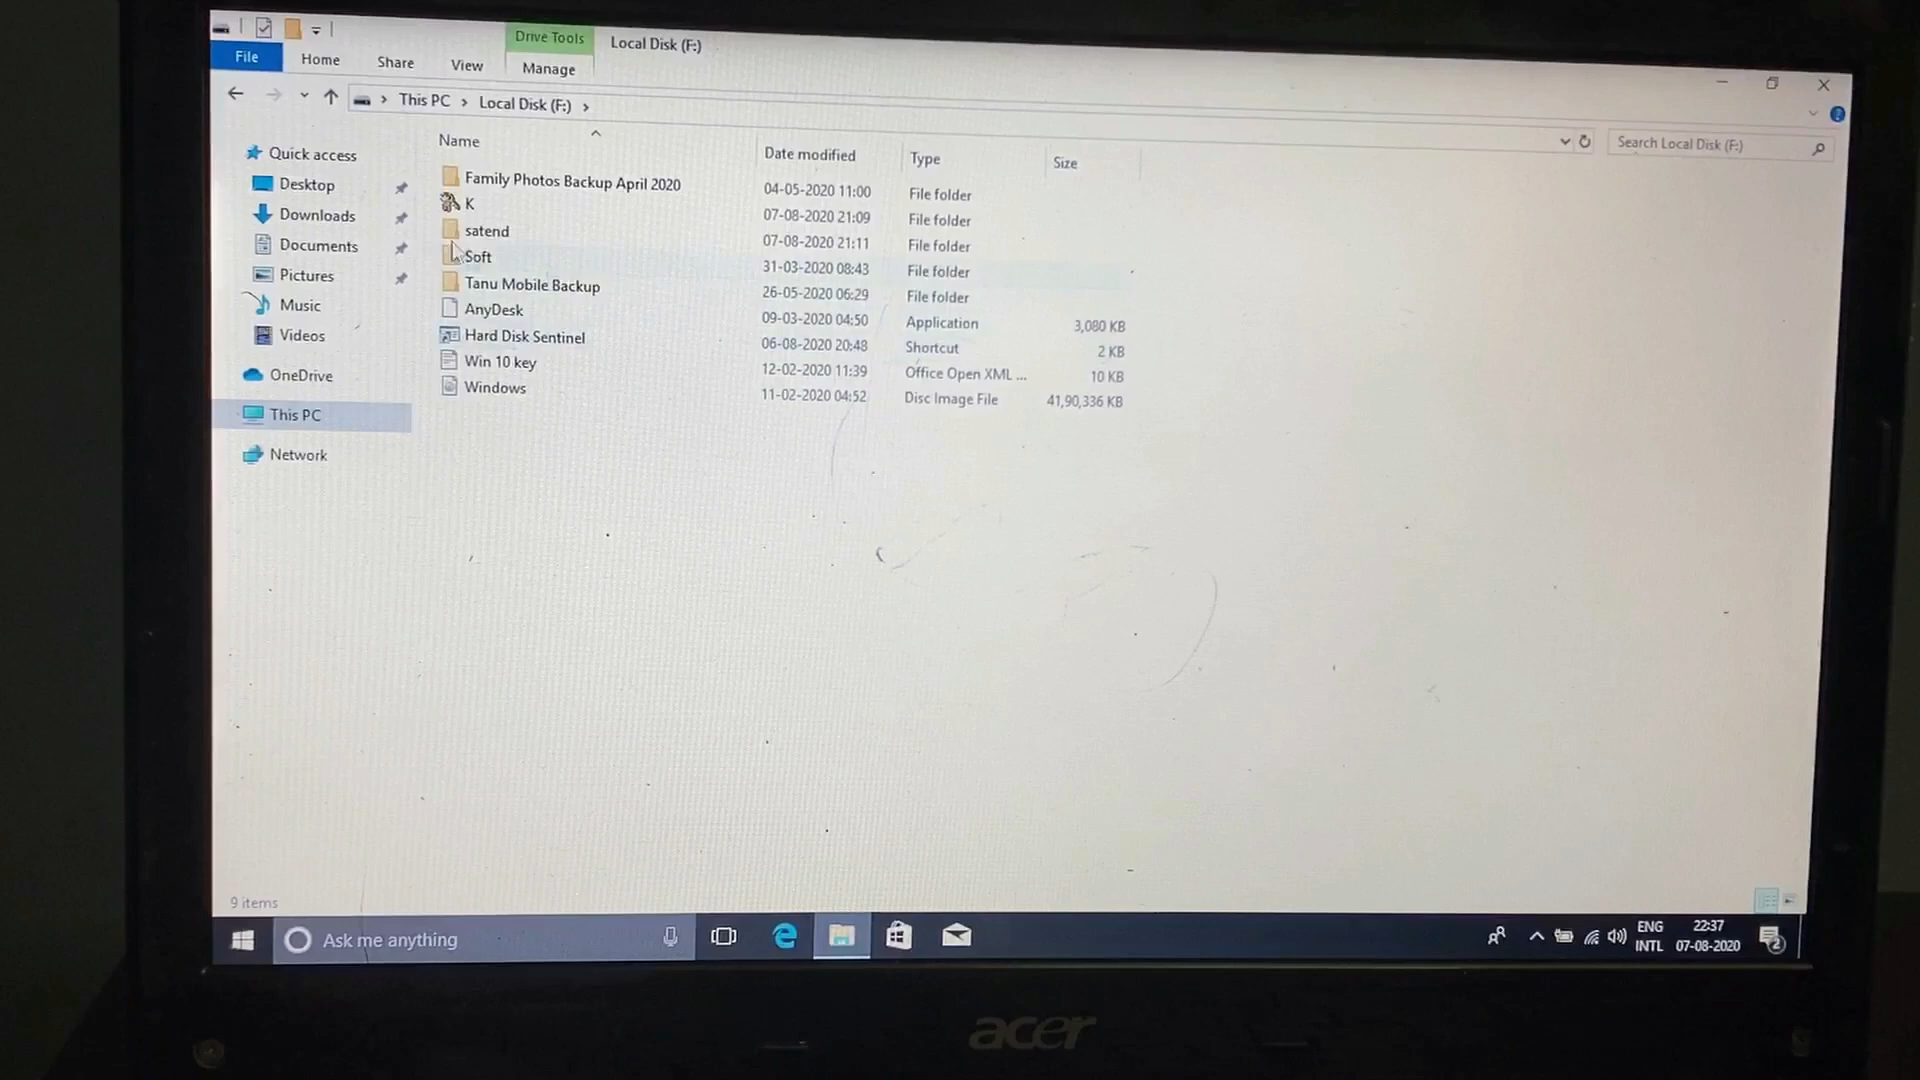 Drive Tools Local Disk (F:)
File Home Share View Manage
This PC Local Disk (F:)
Search Local Disk (F:)
Name Date modified Type Size
Quick access
Desktop
Downloads
Documents
Pictures
Music
Videos
OneDrive
This PC
Network
Family Photos Backup April 2020 04-05-2020 11:00 File folder
K 07-08-2020 21:09 File folder
satend 07-08-2020 21:11 File folder
Soft 31-03-2020 08:43 File folder
Tanu Mobile Backup 26-05-2020 06:29 File folder
AnyDesk 09-03-2020 04:50 Application 3,080 KB
Hard Disk Sentinel 06-08-2020 20:48 Shortcut 2 KB
Win 10 key 12-02-2020 11:39 Office Open XML ... 10 KB
Windows 11-02-2020 04:52 Disc Image File 41,90,336 KB
9 items
Ask me anything
ENG 22:37
INTL 07-08-2020
2
acer